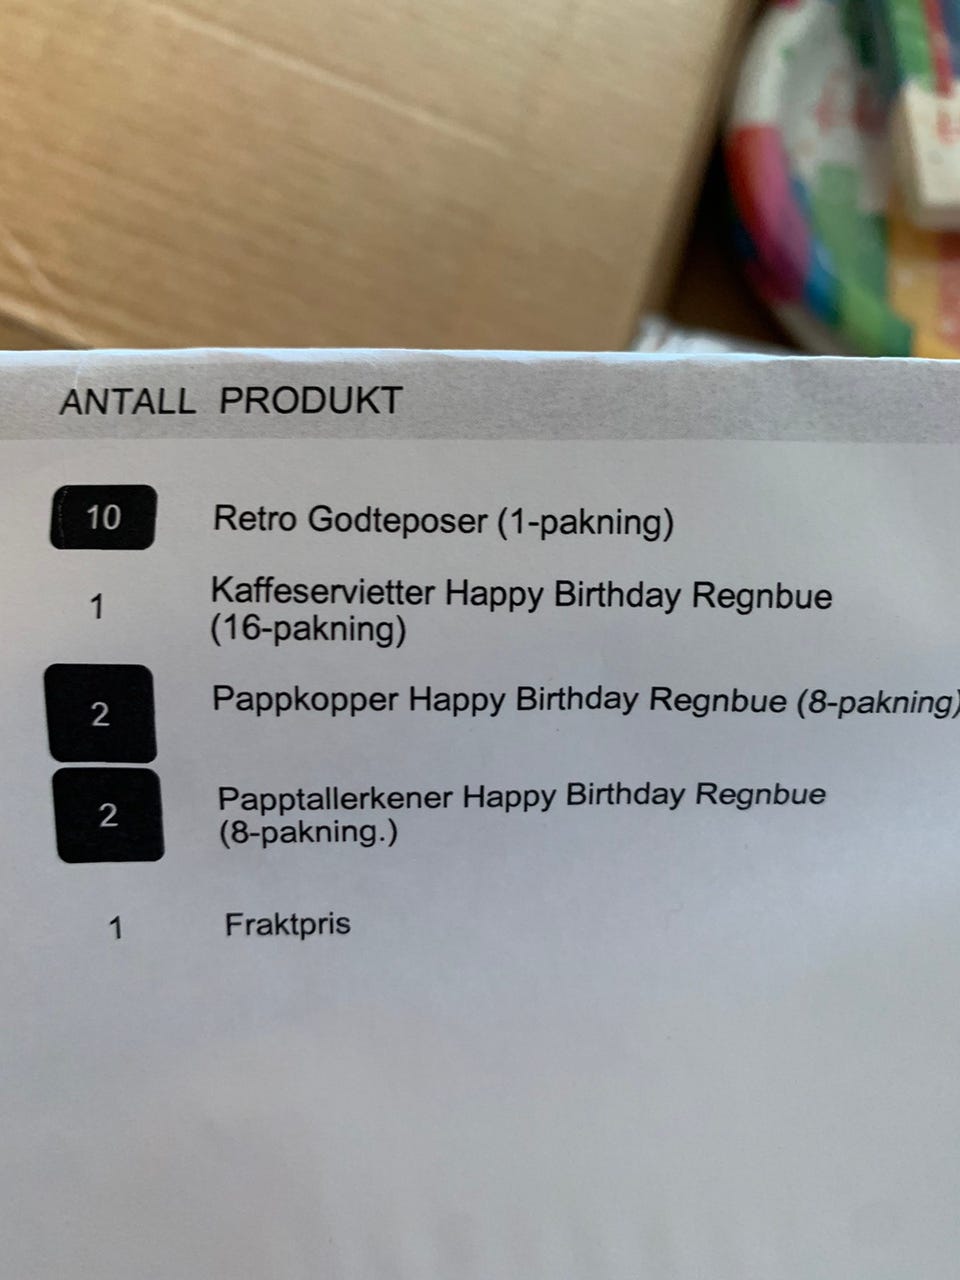 ANTALL PRODUKT
10 Retro Godteposer (1-pakning)
1 Kaffeservietter Happy Birthday Regnbue
(16-pakning)
2 Pappkopper Happy Birthday Regnbue (8-pakning)
2 Papptallerkener Happy Birthday Regnbue
(8-pakning.)
1 Fraktpris